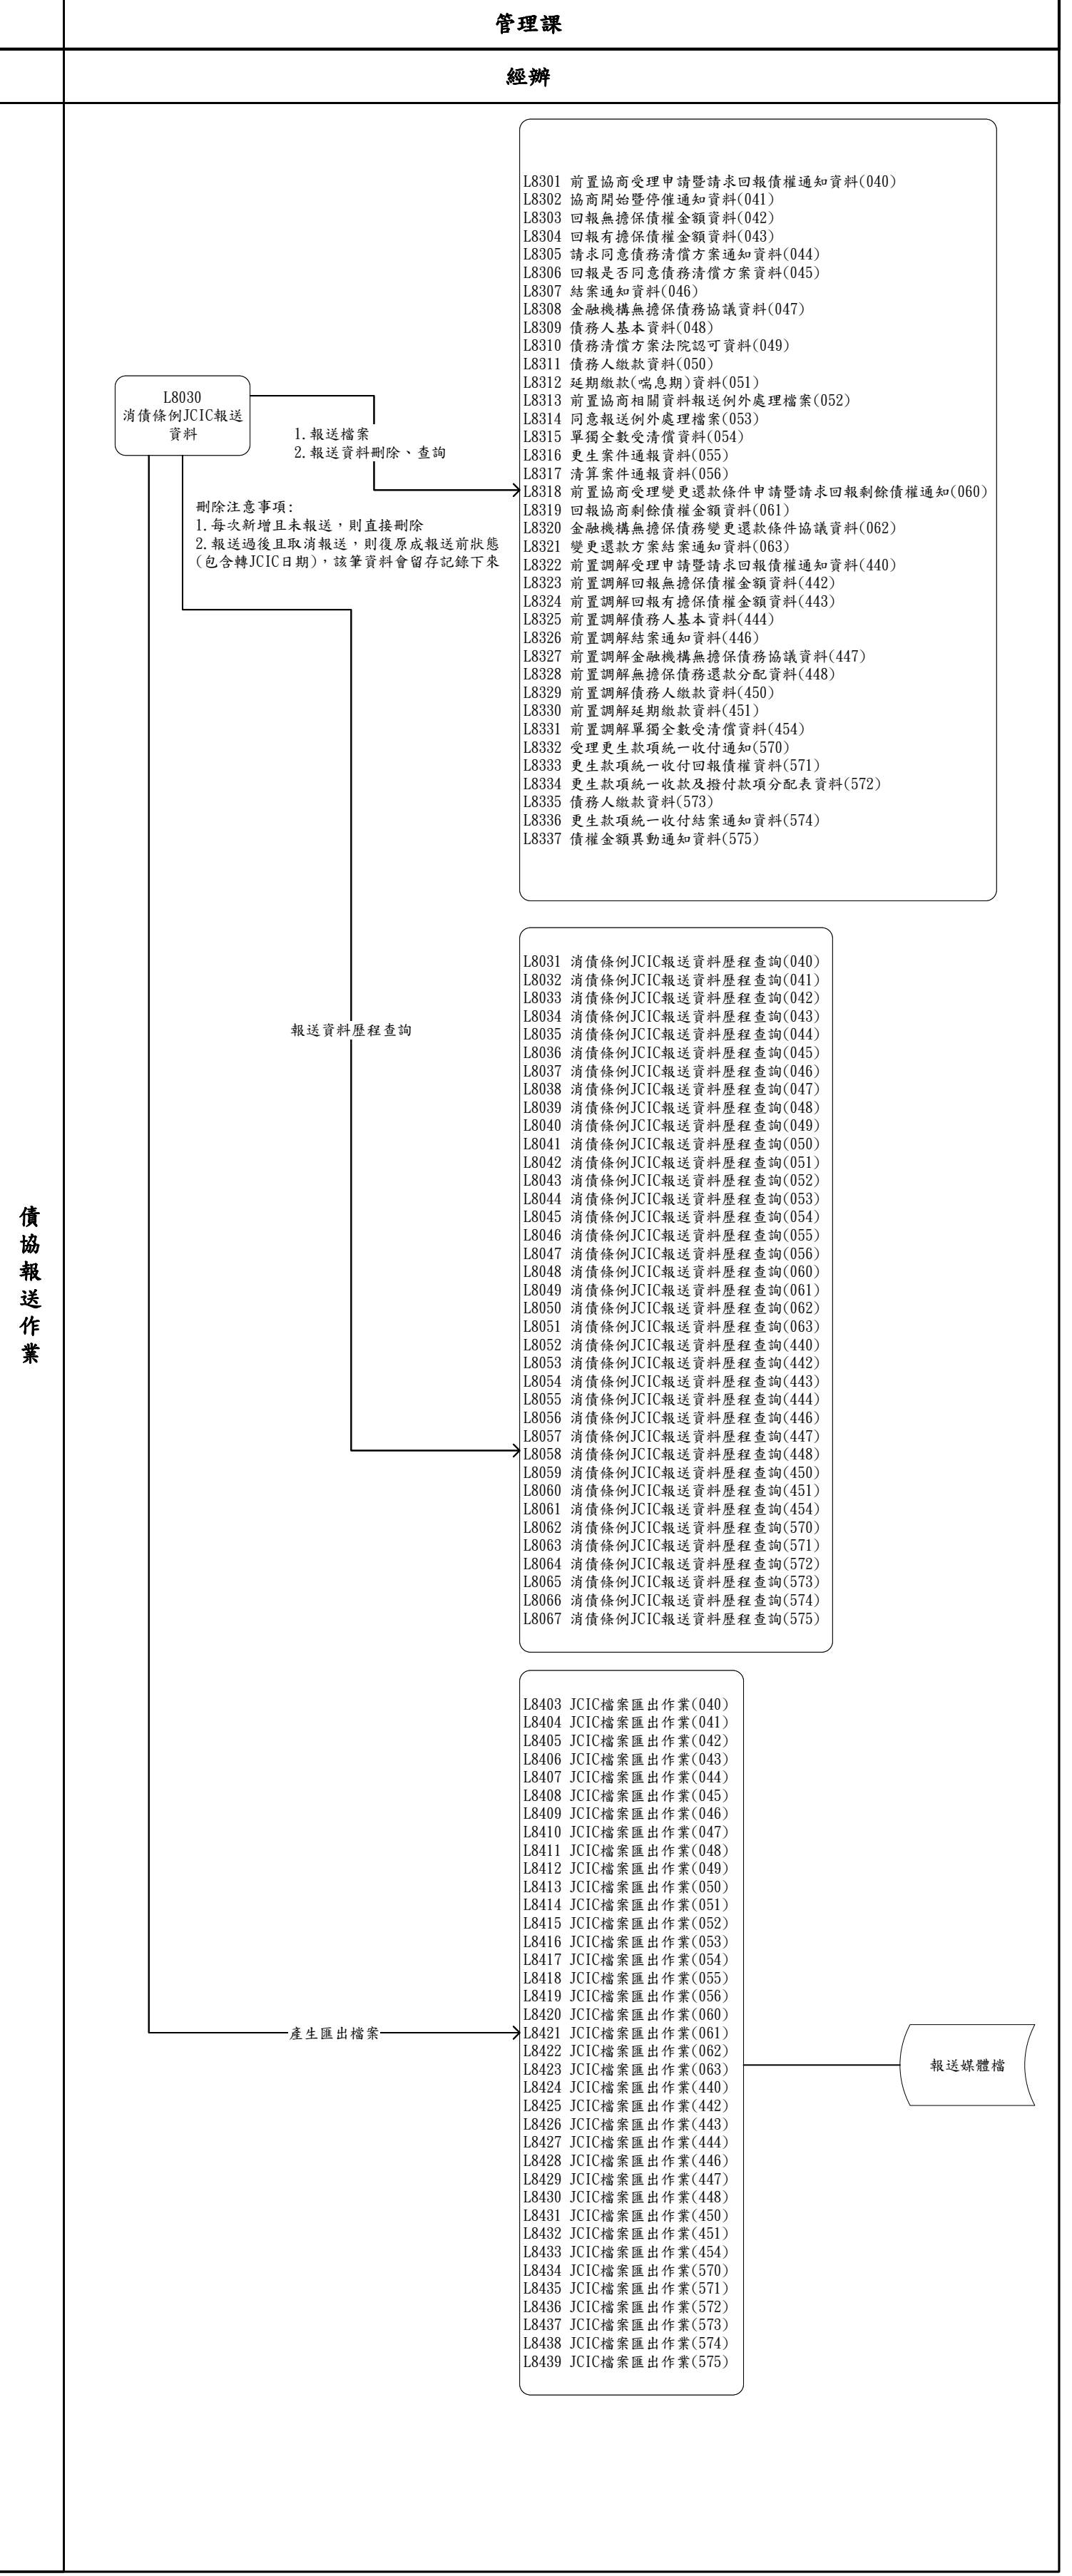 管理課
經辦
債協報送作業
L8030
消債條例JCIC報送
資料
1.報送檔案
2.報送資料刪除、查詢
刪除注意事項:
1.每次新增且未報送，則直接刪除
2.報送過後且取消報送，則復原成報送前狀態
(包含轉JCIC日期)，該筆資料會留存記錄下來
L8301 前置協商受理申請暨請求回報債權通知資料(040)
L8302 協商開始暨停催通知資料(041)
L8303 回報無擔保債權金額資料(042)
L8304 回報有擔保債權金額資料(043)
L8305 請求同意債務清償方案通知資料(044)
L8306 回報是否同意債務清償方案資料(045)
L8307 結案通知資料(046)
L8308 金融機構無擔保債務協議資料(047)
L8309 債務人基本資料(048)
L8310 債務清償方案法院認可資料(049)
L8311 債務人繳款資料(050)
L8312 延期繳款(喘息期)資料(051)
L8313 前置協商相關資料報送例外處理檔案(052)
L8314 同意報送例外處理檔案(053)
L8315 單獨全數受清償資料(054)
L8316 更生案件通報資料(055)
L8317 清算案件通報資料(056)
L8318 前置協商受理變更還款條件申請暨請求回報剩餘債權通知(060)
L8319 回報協商剩餘債權金額資料(061)
L8320 金融機構無擔保債務變更還款條件協議資料(062)
L8321 變更還款方案結案通知資料(063)
L8322 前置調解受理申請暨請求回報債權通知資料(440)
L8323 前置調解回報無擔保債權金額資料(442)
L8324 前置調解回報有擔保債權金額資料(443)
L8325 前置調解債務人基本資料(444)
L8326 前置調解結案通知資料(446)
L8327 前置調解金融機構無擔保債務協議資料(447)
L8328 前置調解無擔保債務還款分配資料(448)
L8329 前置調解債務人繳款資料(450)
L8330 前置調解延期繳款資料(451)
L8331 前置調解單獨全數受清償資料(454)
L8332 受理更生款項統一收付通知(570)
L8333 更生款項統一收付回報債權資料(571)
L8334 更生款項統一收款及撥付款項分配表資料(572)
L8335 債務人繳款資料(573)
L8336 更生款項統一收付結案通知資料(574)
L8337 債權金額異動通知資料(575)
報送資料歷程查詢
L8031 消債條例JCIC報送資料歷程查詢(040)
L8032 消債條例JCIC報送資料歷程查詢(041)
L8033 消債條例JCIC報送資料歷程查詢(042)
L8034 消債條例JCIC報送資料歷程查詢(043)
L8035 消債條例JCIC報送資料歷程查詢(044)
L8036 消債條例JCIC報送資料歷程查詢(045)
L8037 消債條例JCIC報送資料歷程查詢(046)
L8038 消債條例JCIC報送資料歷程查詢(047)
L8039 消債條例JCIC報送資料歷程查詢(048)
L8040 消債條例JCIC報送資料歷程查詢(049)
L8041 消債條例JCIC報送資料歷程查詢(050)
L8042 消債條例JCIC報送資料歷程查詢(051)
L8043 消債條例JCIC報送資料歷程查詢(052)
L8044 消債條例JCIC報送資料歷程查詢(053)
L8045 消債條例JCIC報送資料歷程查詢(054)
L8046 消債條例JCIC報送資料歷程查詢(055)
L8047 消債條例JCIC報送資料歷程查詢(056)
L8048 消債條例JCIC報送資料歷程查詢(060)
L8049 消債條例JCIC報送資料歷程查詢(061)
L8050 消債條例JCIC報送資料歷程查詢(062)
L8051 消債條例JCIC報送資料歷程查詢(063)
L8052 消債條例JCIC報送資料歷程查詢(440)
L8053 消債條例JCIC報送資料歷程查詢(442)
L8054 消債條例JCIC報送資料歷程查詢(443)
L8055 消債條例JCIC報送資料歷程查詢(444)
L8056 消債條例JCIC報送資料歷程查詢(446)
L8057 消債條例JCIC報送資料歷程查詢(447)
L8058 消債條例JCIC報送資料歷程查詢(448)
L8059 消債條例JCIC報送資料歷程查詢(450)
L8060 消債條例JCIC報送資料歷程查詢(451)
L8061 消債條例JCIC報送資料歷程查詢(454)
L8062 消債條例JCIC報送資料歷程查詢(570)
L8063 消債條例JCIC報送資料歷程查詢(571)
L8064 消債條例JCIC報送資料歷程查詢(572)
L8065 消債條例JCIC報送資料歷程查詢(573)
L8066 消債條例JCIC報送資料歷程查詢(574)
L8067 消債條例JCIC報送資料歷程查詢(575)
產生匯出檔案
L8403 JCIC檔案匯出作業(040)
L8404 JCIC檔案匯出作業(041)
L8405 JCIC檔案匯出作業(042)
L8406 JCIC檔案匯出作業(043)
L8407 JCIC檔案匯出作業(044)
L8408 JCIC檔案匯出作業(045)
L8409 JCIC檔案匯出作業(046)
L8410 JCIC檔案匯出作業(047)
L8411 JCIC檔案匯出作業(048)
L8412 JCIC檔案匯出作業(049)
L8413 JCIC檔案匯出作業(050)
L8414 JCIC檔案匯出作業(051)
L8415 JCIC檔案匯出作業(052)
L8416 JCIC檔案匯出作業(053)
L8417 JCIC檔案匯出作業(054)
L8418 JCIC檔案匯出作業(055)
L8419 JCIC檔案匯出作業(056)
L8420 JCIC檔案匯出作業(060)
L8421 JCIC檔案匯出作業(061)
L8422 JCIC檔案匯出作業(062)
L8423 JCIC檔案匯出作業(063)
L8424 JCIC檔案匯出作業(440)
L8425 JCIC檔案匯出作業(442)
L8426 JCIC檔案匯出作業(443)
L8427 JCIC檔案匯出作業(444)
L8428 JCIC檔案匯出作業(446)
L8429 JCIC檔案匯出作業(447)
L8430 JCIC檔案匯出作業(448)
L8431 JCIC檔案匯出作業(450)
L8432 JCIC檔案匯出作業(451)
L8433 JCIC檔案匯出作業(454)
L8434 JCIC檔案匯出作業(570)
L8435 JCIC檔案匯出作業(571)
L8436 JCIC檔案匯出作業(572)
L8437 JCIC檔案匯出作業(573)
L8438 JCIC檔案匯出作業(574)
L8439 JCIC檔案匯出作業(575)
報送媒體檔